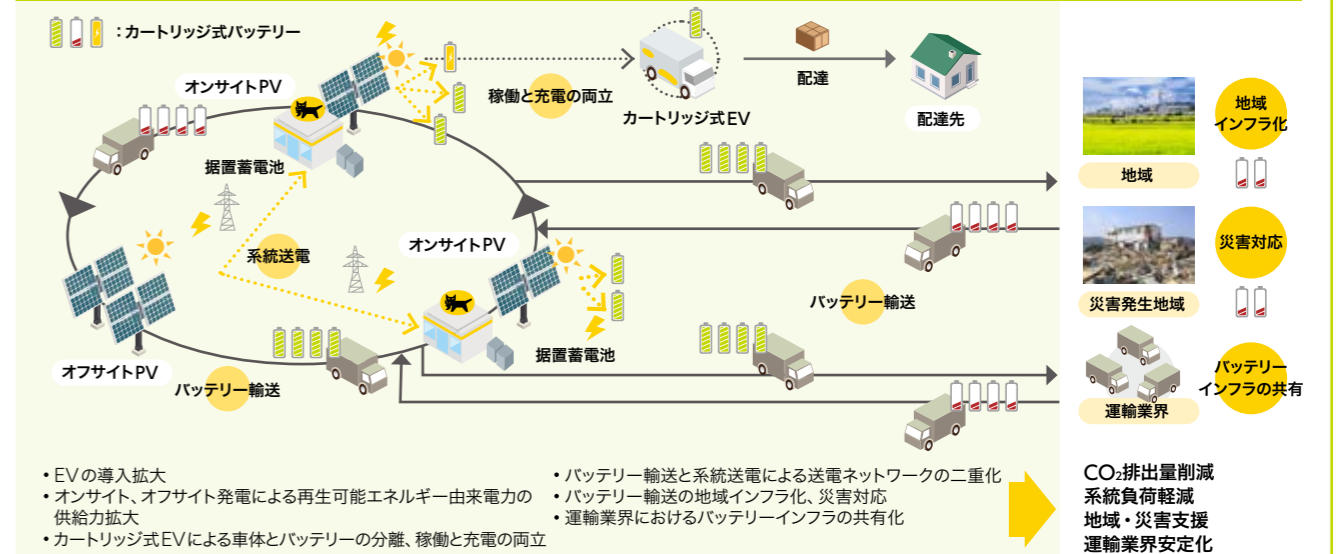 ：カートリッジ式バッテリー
オンサイトPV
稼働と充電の両立
カートリッジ式EV
配達
配達先
据置蓄電池
系統送電
オンサイトPV
据置蓄電池
オフサイトPV
バッテリー輸送
バッテリー輸送
地域
地域
インフラ化
災害発生地域
災害対応
運輸業界
バッテリー
インフラの共有
•EVの導入拡大
•オンサイト、オフサイト発電による再生可能エネルギー由来電力の
供給力拡大
•カートリッジ式EVによる車体とバッテリーの分離、稼働と充電の両立
•バッテリー輸送と系統送電による送電ネットワークの二重化
•バッテリー輸送の地域インフラ化、災害対応
•運輸業界におけるバッテリーインフラの共有化
CO₂排出量削減
系統負荷軽減
地域・災害支援
運輸業界安定化